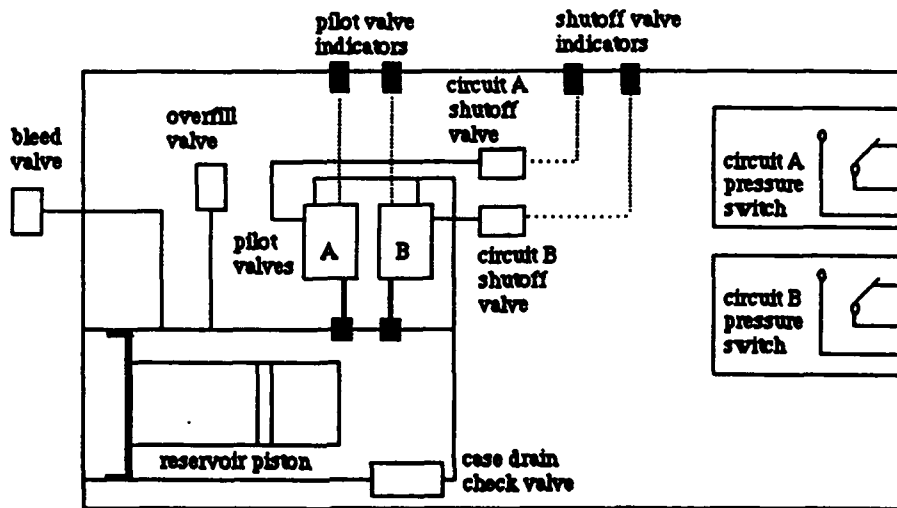 pilot valve
indicators
shutoff valve
indicators
circuit A
shutoff
valve
overfill
valve
bleed
valve
circuit A
pressure
switch
A
B
pilot
valves
circuit B
shutoff
valve
circuit B
pressure
switch
reservoir piston
case drain
check valve